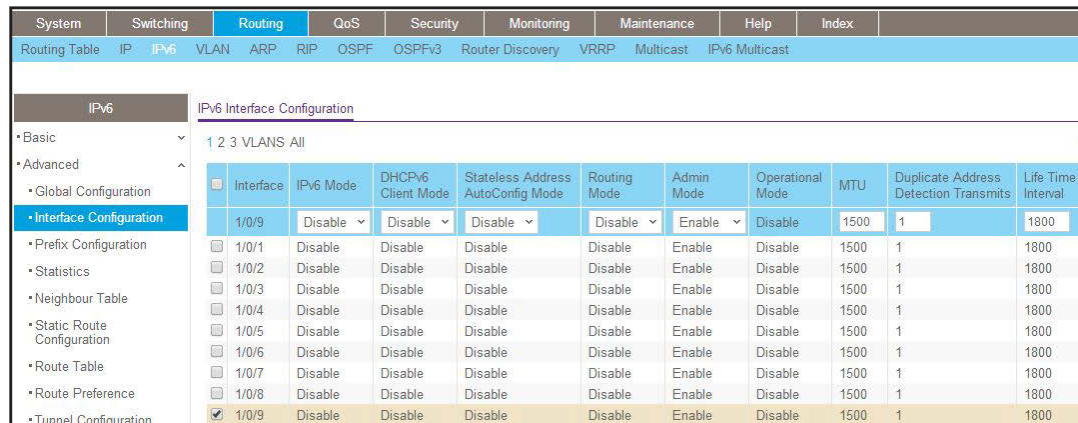 System Switching Routing QoS Security Monitoring Maintenance Help Index
Routing Table IP IPv6 VLAN ARP RIP OSPF OSPFv3 Router Discovery VRRP Multicast IPv6 Multicast
IPv6
Basic
Advanced
Global Configuration
Interface Configuration
Prefix Configuration
Statistics
Neighbour Table
Static Route
Configuration
Route Table
Route Preference
Tunnel Configuration
IPv6 Interface Configuration
1 2 3 VLANS All
Interface IPv6 Mode DHCPv6 Client Mode Stateless Address AutoConfig Mode Routing Mode Admin Mode Operational Mode MTU Duplicate Address Detection Transmits Life Time Interval
1/0/9 Disable Disable Disable Disable Enable Disable 1500 1 1800
1/0/1 Disable Disable Disable Disable Enable Disable 1500 1 1800
1/0/2 Disable Disable Disable Disable Enable Disable 1500 1 1800
1/0/3 Disable Disable Disable Disable Enable Disable 1500 1 1800
1/0/4 Disable Disable Disable Disable Enable Disable 1500 1 1800
1/0/5 Disable Disable Disable Disable Enable Disable 1500 1 1800
1/0/6 Disable Disable Disable Disable Enable Disable 1500 1 1800
1/0/7 Disable Disable Disable Disable Enable Disable 1500 1 1800
1/0/8 Disable Disable Disable Disable Enable Disable 1500 1 1800
1/0/9 Disable Disable Disable Disable Enable Disable 1500 1 1800